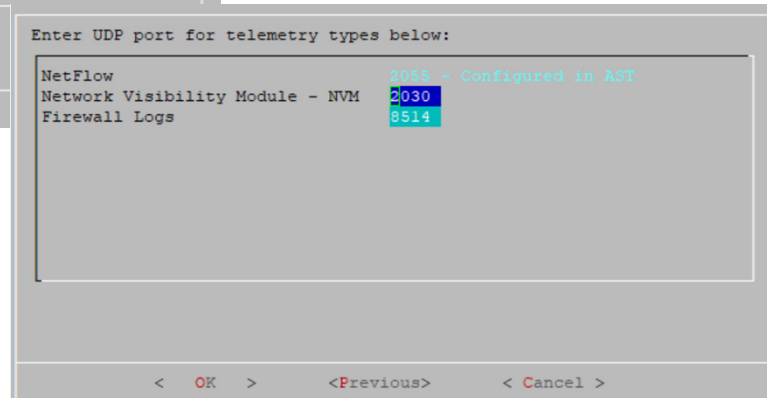 Enter UDP port for telemetry types below:
NetFlow 2055 - Configured in AST
Network Visibility Module - NVM 2030
Firewall Logs 8514
< OK > <Previous> < Cancel >